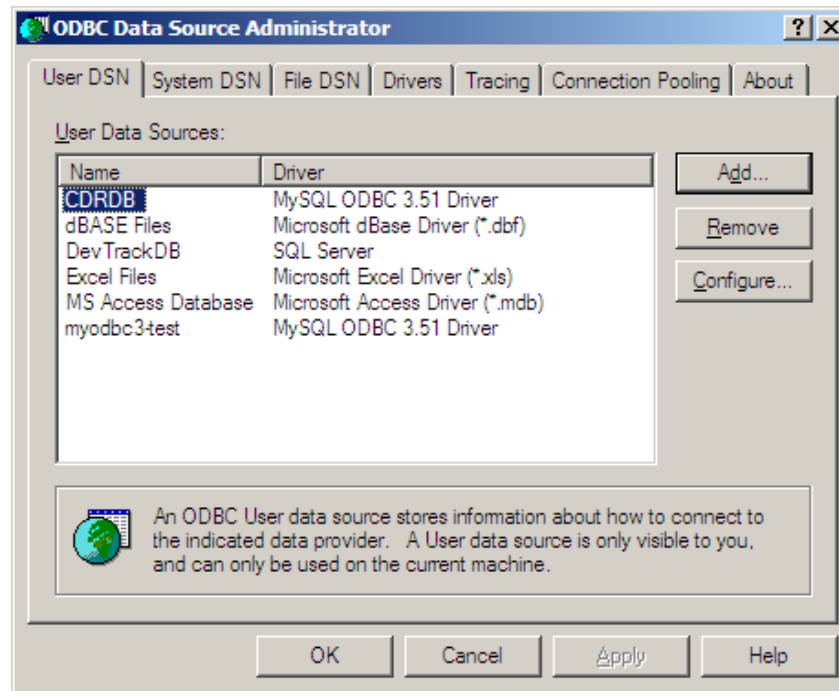 ODBC Data Source Administrator
User DSN System DSN File DSN Drivers Tracing Connection Pooling About
User Data Sources:
Name Driver
CDRDB MySQL ODBC 3.51 Driver
dBASE Files Microsoft dBase Driver (*.dbf)
DevTrackDB SQL Server
Excel Files Microsoft Excel Driver (*.xls)
MS Access Database Microsoft Access Driver (*.mdb)
myodbc3-test MySQL ODBC 3.51 Driver
Add...
Remove
Configure...
An ODBC User data source stores information about how to connect to
the indicated data provider. A User data source is only visible to you,
and can only be used on the current machine.
OK Cancel Apply Help